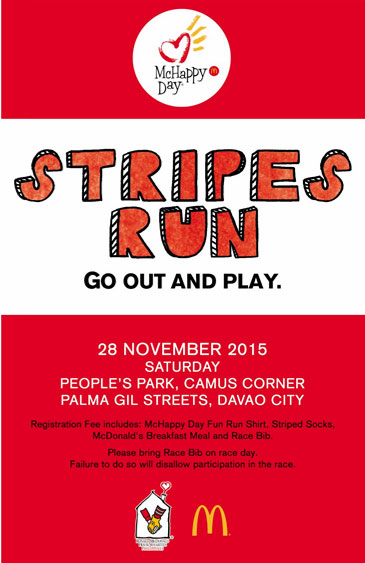 McHappy
Day
STRIPES
RUN
GO OUT AND PLAY.
28 NOVEMBER 2015
SATURDAY
PEOPLE'S PARK, CAMUS CORNER
PALMA GIL STREETS, DAVAO CITY
Registration Fee includes: McHappy Day Fun Run Shirt, Striped Socks,
McDonald's Breakfast Meal and Race Bib.
Please bring Race Bib on race day.
Failure to do so will disallow participation in the race.